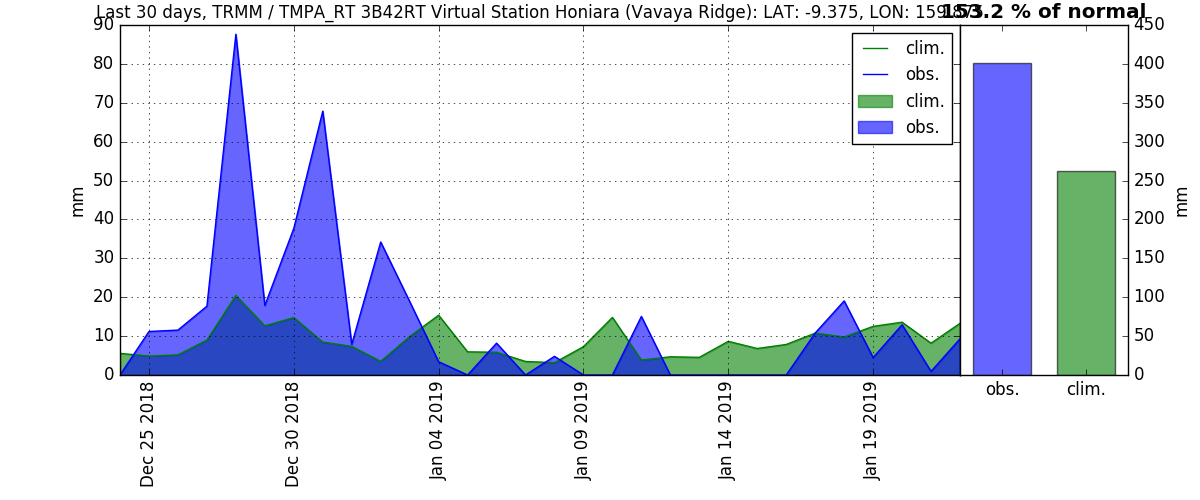 Last 30 days, TRMM / TMPA_RT 3B42RT Virtual Station Honiara (Vavaya Ridge): LAT: -9.375, LON: 159.875
153.2 % of normal
90
80
70
60
50
40
30
20
10
0
mm
clim.
obs.
clim.
obs.
450
400
350
300
250
200
150
100
50
0
mm
obs.
clim.
Dec 25 2018
Dec 30 2018
Jan 04 2019
Jan 09 2019
Jan 14 2019
Jan 19 2019